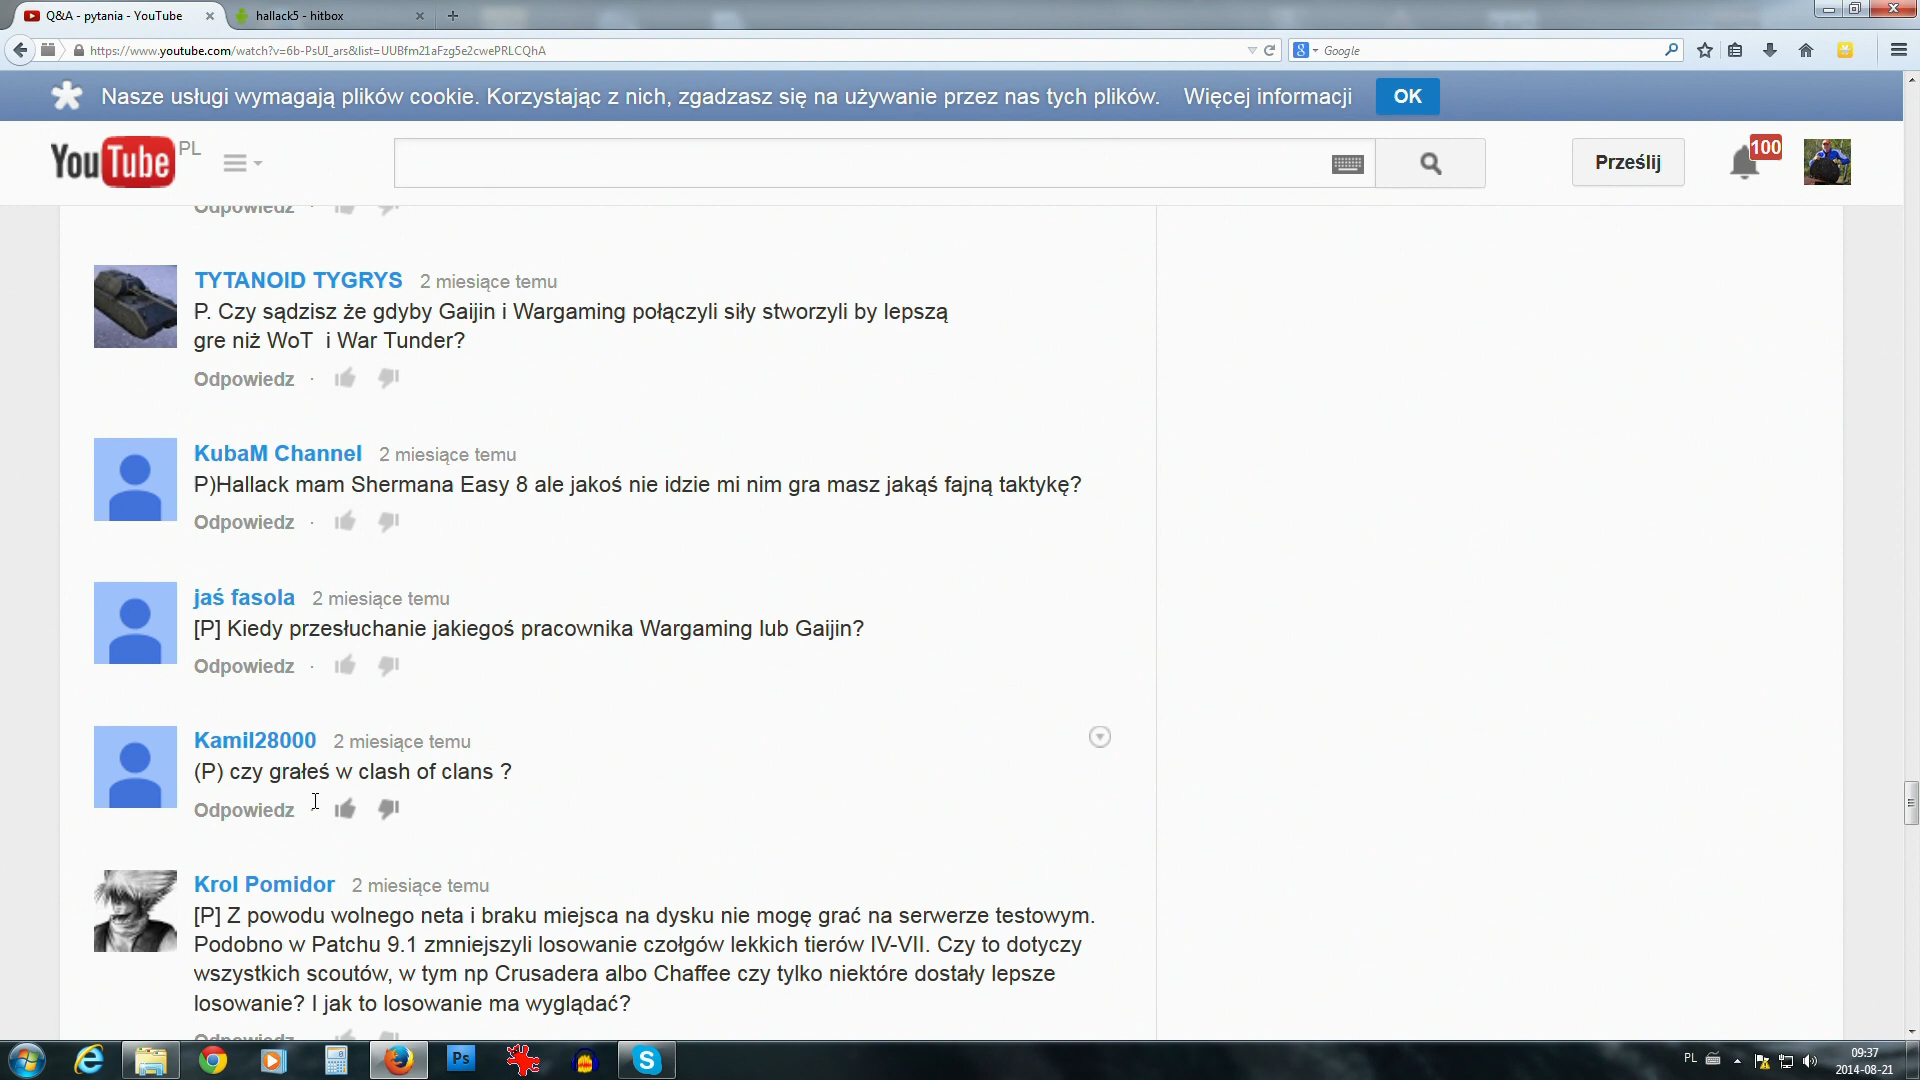 Q&A - pytania - YouTube
hallack5 - hitbox
https://www.youtube.com/watch?v=6b-PsUI_ars&list=UUBfm21aFzg5e2cwePRLCQhA
Google
Nasze usługi wymagają plików cookie. Korzystając z nich, zgadzasz się na używanie przez nas tych plików. Więcej informacji OK
YouTube PL
Prześlij
100
Odpowiedz ·
TYTANOID TYGRYS 2 miesiące temu
P. Czy sądzisz że gdyby Gaijin i Wargaming połączyli siły stworzyli by lepszą
gre niż WoT i War Tunder?
Odpowiedz ·
KubaM Channel 2 miesiące temu
P)Hallack mam Shermana Easy 8 ale jakoś nie idzie mi nim gra masz jakąś fajną taktykę?
Odpowiedz ·
jaś fasola 2 miesiące temu
[P] Kiedy przesłuchanie jakiegoś pracownika Wargaming lub Gaijin?
Odpowiedz ·
Kamil28000 2 miesiące temu
(P) czy grałeś w clash of clans ?
Odpowiedz
Krol Pomidor 2 miesiące temu
[P] Z powodu wolnego neta i braku miejsca na dysku nie mogę grać na serwerze testowym.
Podobno w Patchu 9.1 zmniejszyli losowanie czołgów lekkich tierów IV-VII. Czy to dotyczy
wszystkich scoutów, w tym np Crusadera albo Chaffee czy tylko niektóre dostały lepsze
losowanie? I jak to losowanie ma wyglądać?
Odpowiedz
Ps
PL
09:37
2014-08-21